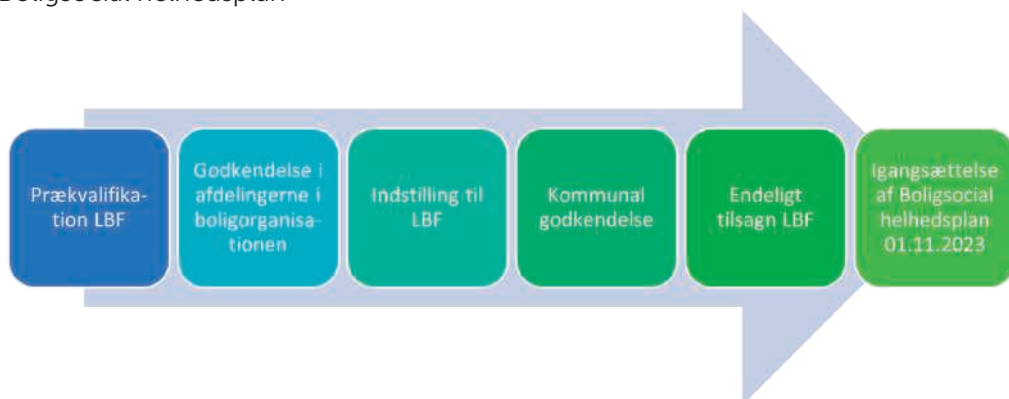 Boligsocial helhedsplan
Prækvalifika-
tion LBF
Godkendelse i
afdelingerne i
boligorganisa-
tionen
Indstilling til
LBF
Kommunal
godkendelse
Endeligt
tilsagn LBF
Igangsættelse
af Boligsocial
helhedsplan
01.11.2023